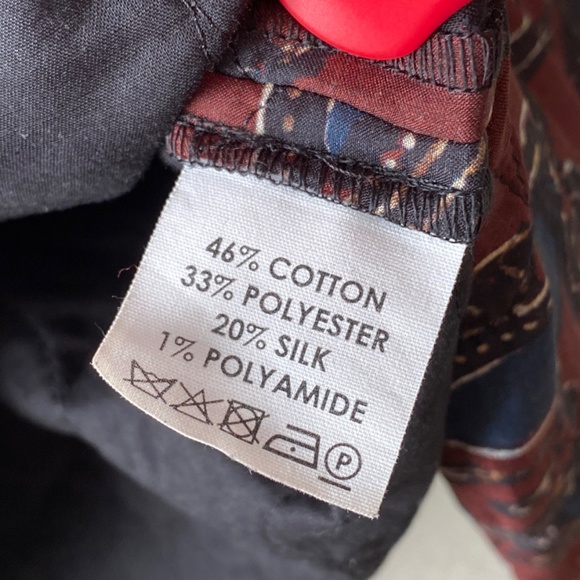 46% COTTON
33% POLYESTER
20% SILK
1% POLYAMIDE
P